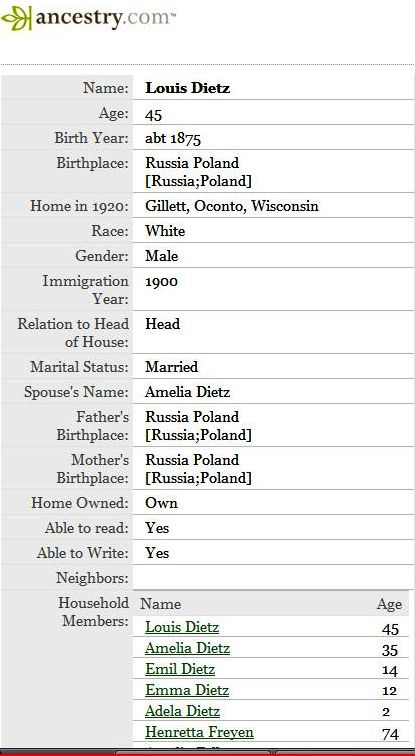 ancestry.com™
Name: Louis Dietz
Age: 45
Birth Year: abt 1875
Birthplace: Russia Poland
[Russia;Poland]
Home in 1920: Gillett, Oconto, Wisconsin
Race: White
Gender: Male
Immigration 1900
Year:
Relation to Head Head
of House:
Marital Status: Married
Spouse's Name: Amelia Dietz
Father's Russia Poland
Birthplace: [Russia;Poland]
Mother's Russia Poland
Birthplace: [Russia;Poland]
Home Owned: Own
Able to read: Yes
Able to Write: Yes
Neighbors:
Household Name Age
Members:
Louis Dietz 45
Amelia Dietz 35
Emil Dietz 14
Emma Dietz 12
Adela Dietz 2
Henretta Freyen 74